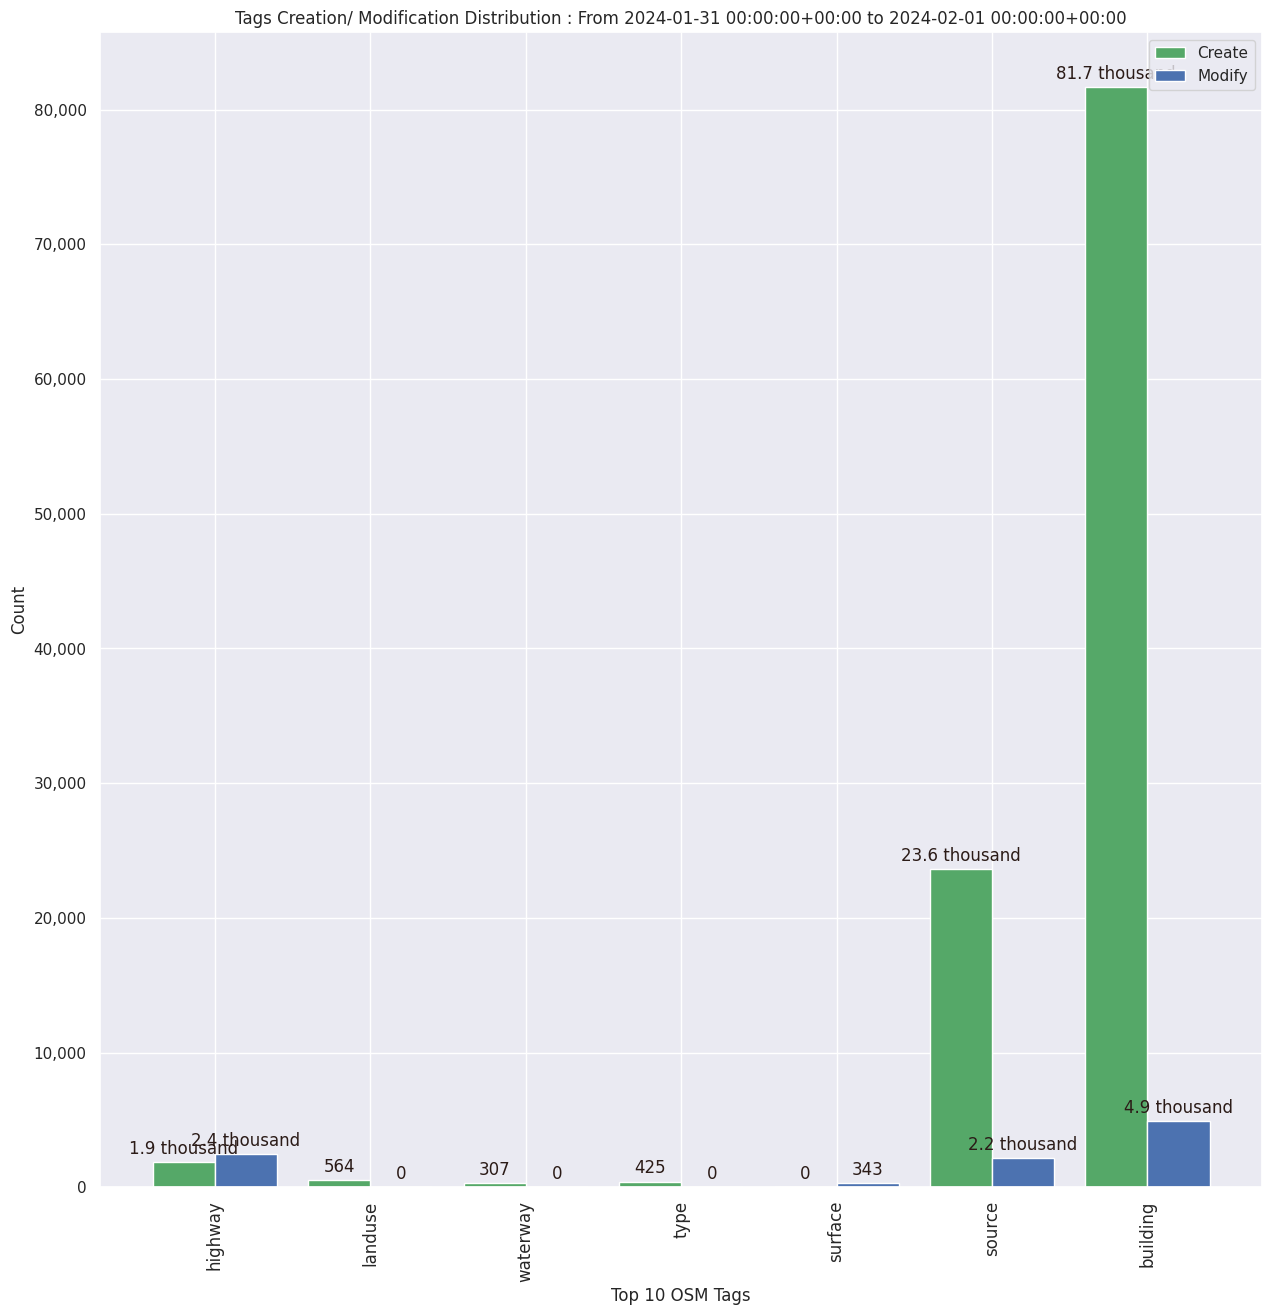 Tags Creation/ Modification Distribution : From 2024-01-31 00:00:00+00:00 to 2024-02-01 00:00:00+00:00
Create
Modify
81.7 thousand
80,000
70,000
60,000
50,000
Count
40,000
30,000
23.6 thousand
20,000
10,000
4.9 thousand
1.9 thousand
2.4 thousand
2.2 thousand
564
0
307
0
425
0
0
343
0
highway
landuse
waterway
type
surface
source
building
Top 10 OSM Tags